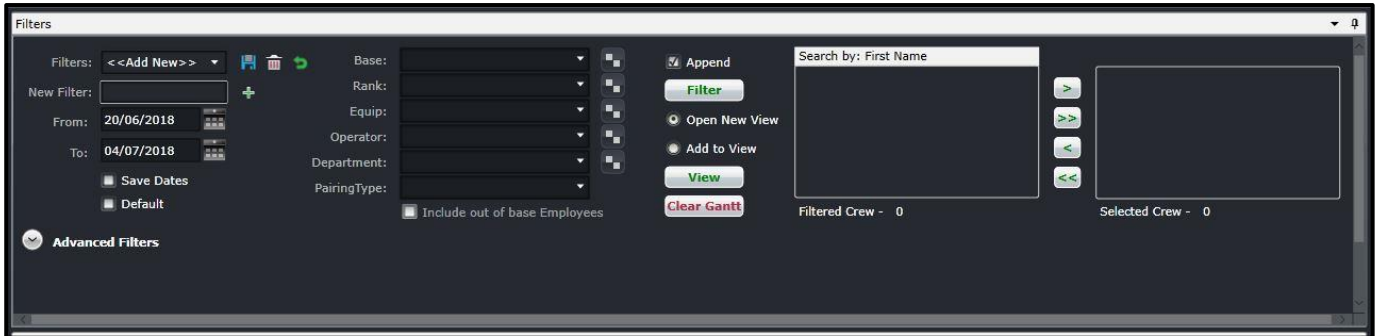 Filters
Filters: <<Add New>>
New Filter:
From: 20/06/2018
To: 04/07/2018
Save Dates
Default
Base:
Rank:
Equip:
Operator:
Department:
PairingType:
Include out of base Employees
Append
Filter
Open New View
Add to View
View
Clear Gantt
Search by: First Name
Filtered Crew - 0
>
>>
<
<<
Selected Crew - 0
Advanced Filters